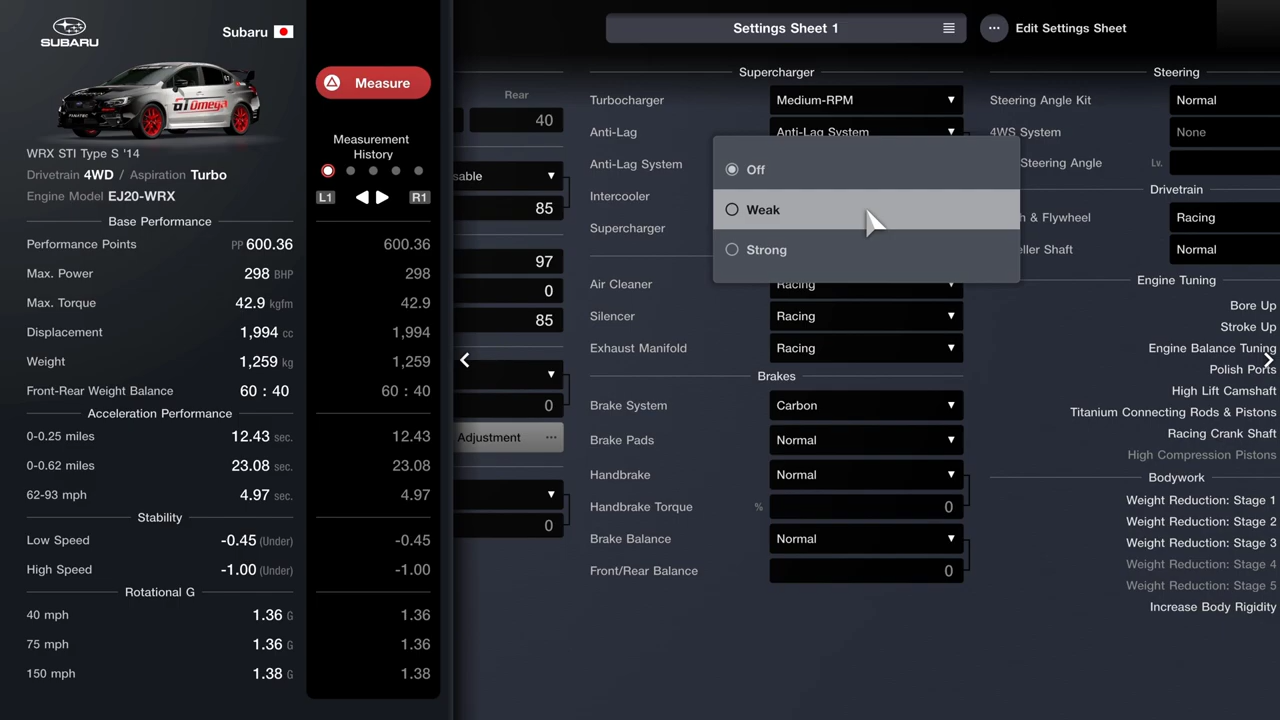 SUBARU
Subaru
GT Omega
WRX STI Type S '14
Drivetrain 4WD / Aspiration Turbo
Engine Model EJ20-WRX
Base Performance
Performance Points PP 600.36
Max. Power 298 BHP
Max. Torque 42.9 kgfm
Displacement 1,994 cc
Weight 1,259 kg
Front-Rear Weight Balance 60 : 40
Acceleration Performance
0-0.25 miles 12.43 sec.
0-0.62 miles 23.08 sec.
62-93 mph 4.97 sec.
Stability
Low Speed -0.45 (Under)
High Speed -1.00 (Under)
Rotational G
40 mph 1.36 G
75 mph 1.36 G
150 mph 1.38 G
Measure
Measurement
History
L1 R1
600.36
298
42.9
1,994
1,259
60 : 40
12.43
23.08
4.97
-0.45
-1.00
1.36
1.36
1.38
Settings Sheet 1
Edit Settings Sheet
Rear
40
sable
85
97
0
85
0
Adjustment
0
Supercharger
Turbocharger Medium-RPM
Anti-Lag Anti-Lag System
Anti-Lag System
Intercooler
Supercharger
Off
Weak
Strong
Air Cleaner Racing
Silencer Racing
Exhaust Manifold Racing
Brakes
Brake System Carbon
Brake Pads Normal
Handbrake Normal
Handbrake Torque % 0
Brake Balance Normal
Front/Rear Balance 0
Steering
Steering Angle Kit Normal
4WS System None
Steering Angle Lv.
Drivetrain
h & Flywheel Racing
eller Shaft Normal
Engine Tuning
Bore Up
Stroke Up
Engine Balance Tuning
Polish Ports
High Lift Camshaft
Titanium Connecting Rods & Pistons
Racing Crank Shaft
High Compression Pistons
Bodywork
Weight Reduction: Stage 1
Weight Reduction: Stage 2
Weight Reduction: Stage 3
Weight Reduction: Stage 4
Weight Reduction: Stage 5
Increase Body Rigidity